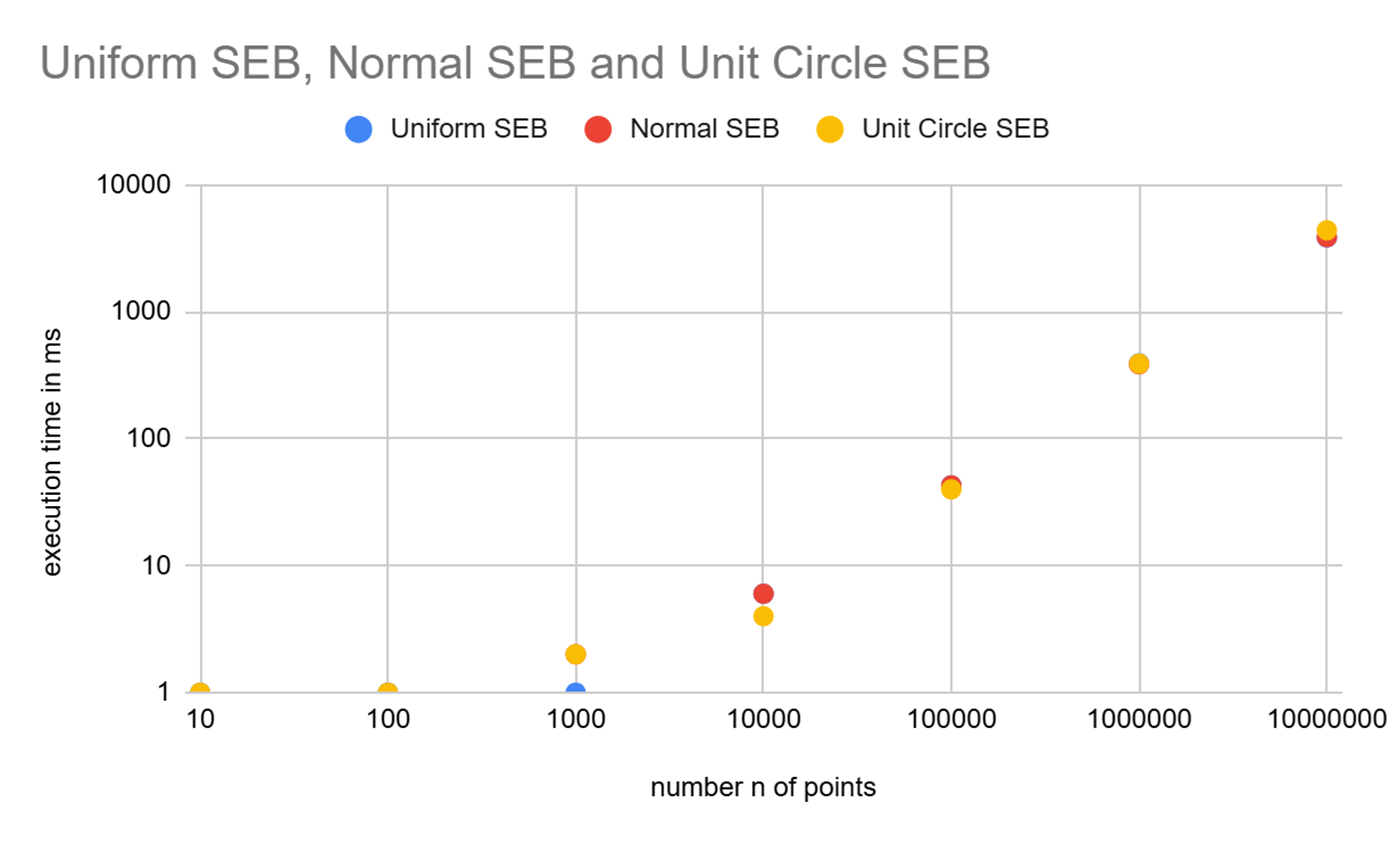 Uniform SEB, Normal SEB and Unit Circle SEB
Uniform SEB Normal SEB Unit Circle SEB
10000
1000
100
10
1
execution time in ms
10 100 1000 10000 100000 1000000 10000000
number n of points